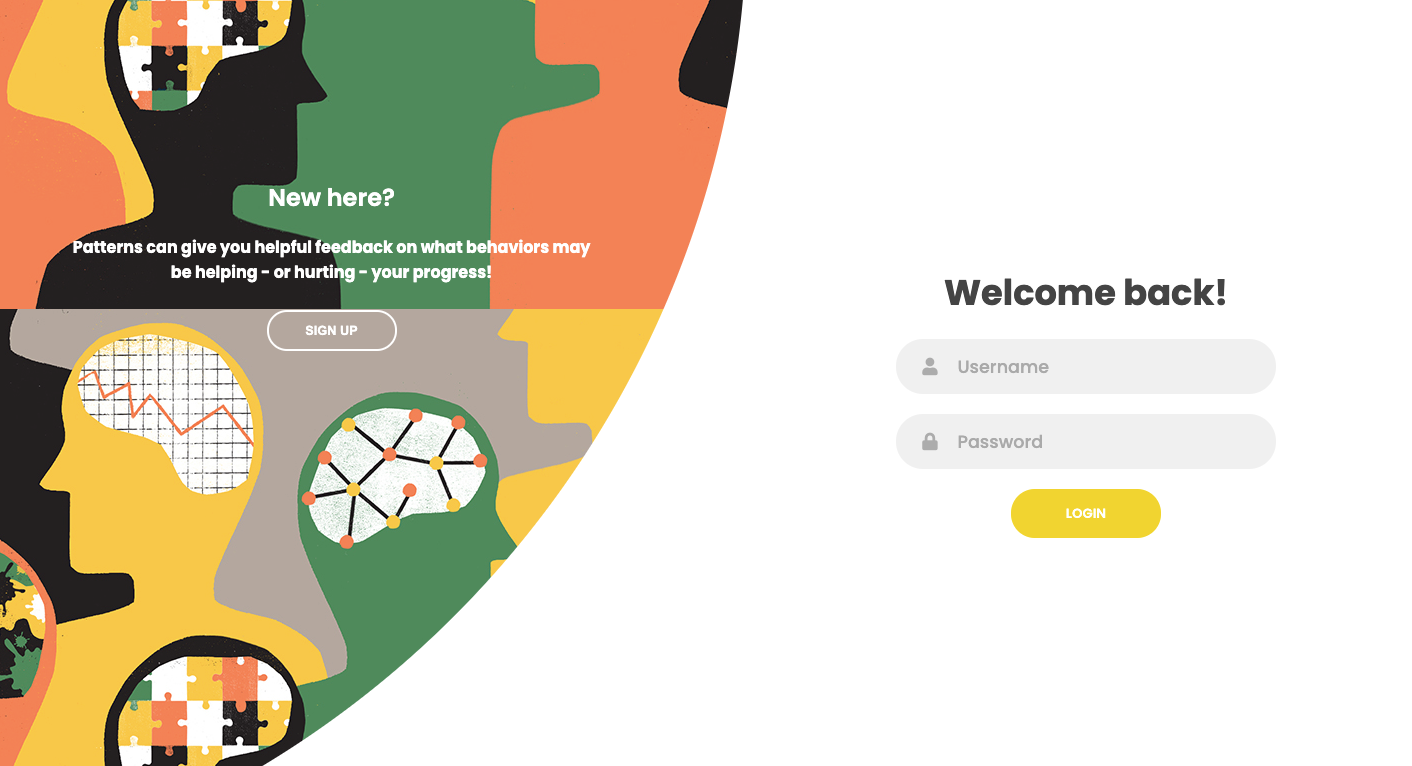 New here?
Patterns can give you helpful feedback on what behaviors may
be helping - or hurting - your progress!
SIGN UP
Welcome back!
Username
Password
LOGIN